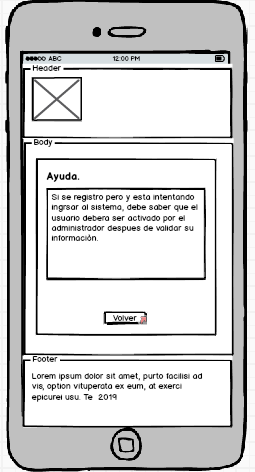 ABC 12:00 PM
Header
Body
Ayuda.
Si se registro pero y esta intentando
ingrsar al sistema, debe saber que el
usuario debera ser activado por el
administrador despues de validar su
información.
Volver
Footer
Lorem ipsum dolor sit amet, purto facilisi ad
vis, option vituperata ex eum, at exerci
epicurei usu. Te 2019